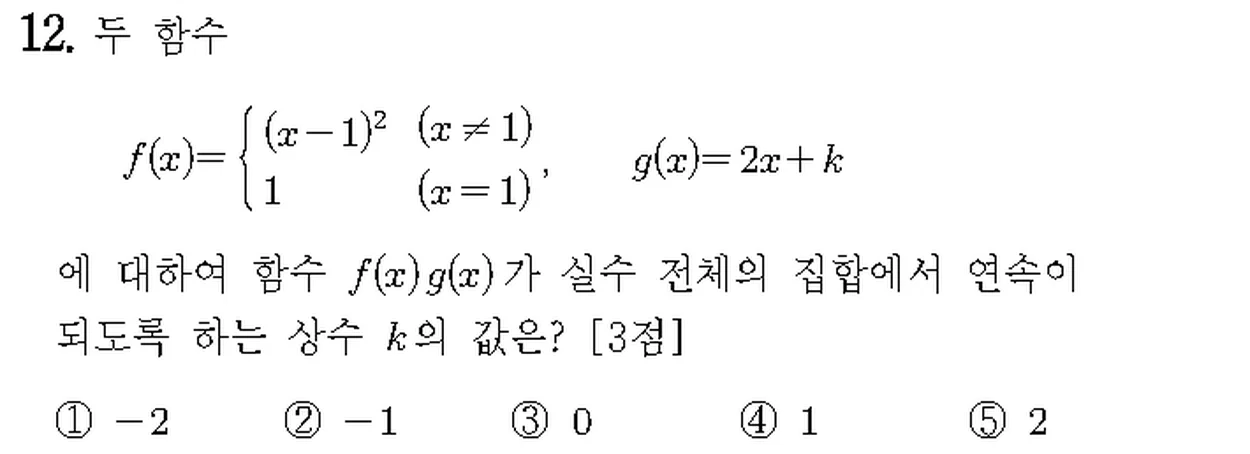 12. 두 함수
f(x)={ (x-1)² (x≠1)
1 (x=1) , g(x)=2x+k
에 대하여 함수 f(x)g(x)가 실수 전체의 집합에서 연속이
되도록 하는 상수 k의 값은? [3점]
① -2 ② -1 ③ 0 ④ 1 ⑤ 2